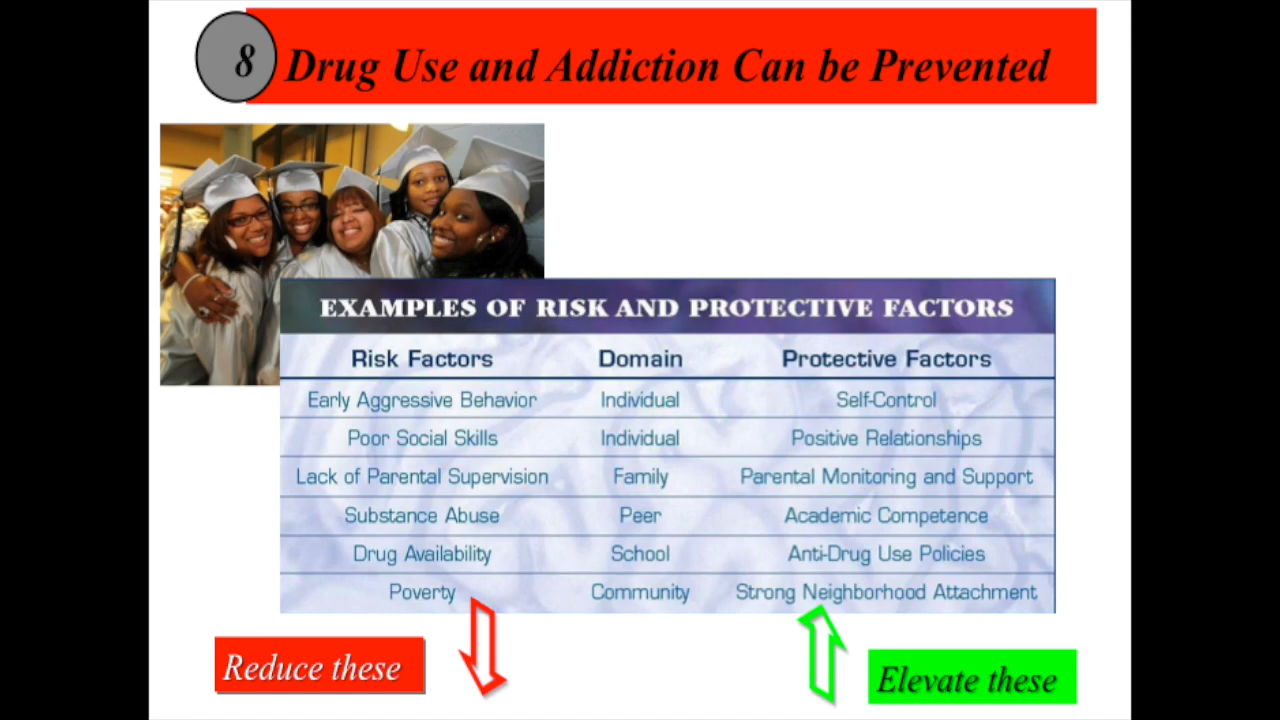 8 Drug Use and Addiction Can be Prevented
EXAMPLES OF RISK AND PROTECTIVE FACTORS
Risk Factors Domain Protective Factors
Early Aggressive Behavior Individual Self-Control
Poor Social Skills Individual Positive Relationships
Lack of Parental Supervision Family Parental Monitoring and Support
Substance Abuse Peer Academic Competence
Drug Availability School Anti-Drug Use Policies
Poverty Community Strong Neighborhood Attachment
Reduce these
Elevate these